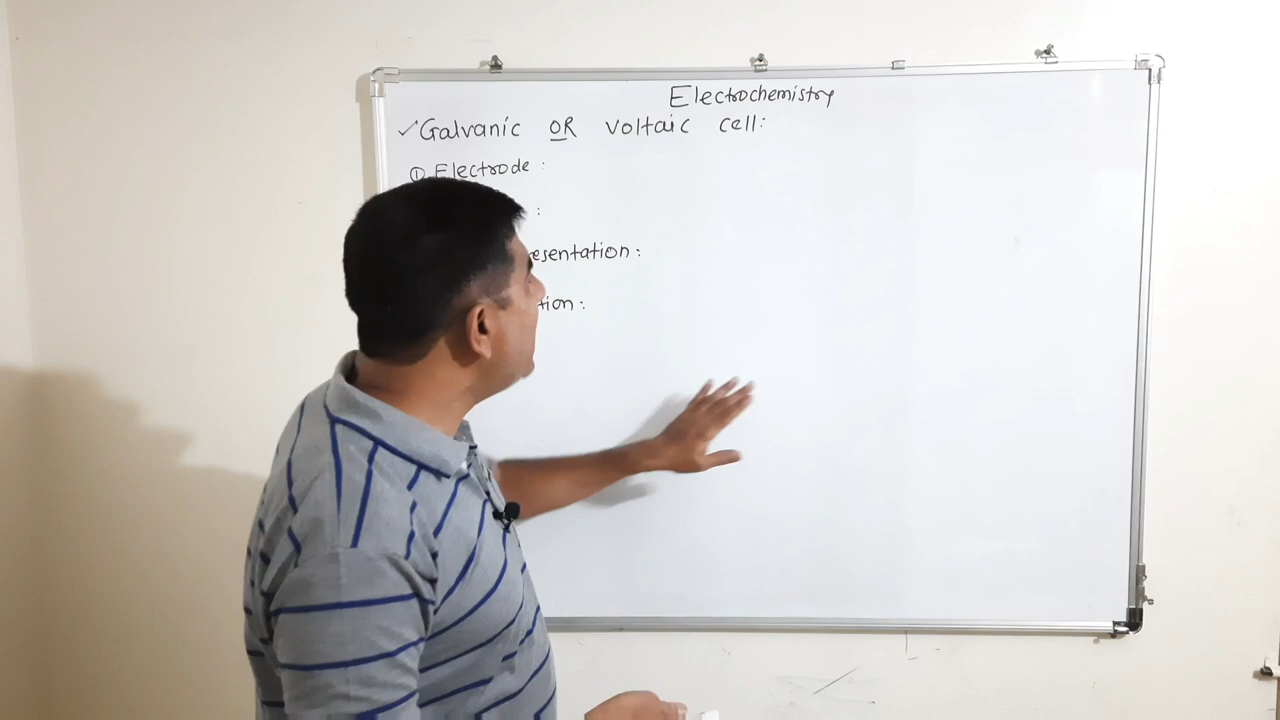 Electrochemistry
✓Galvanic OR voltaic cell:
① Electrode :
:
esentation :
tion :